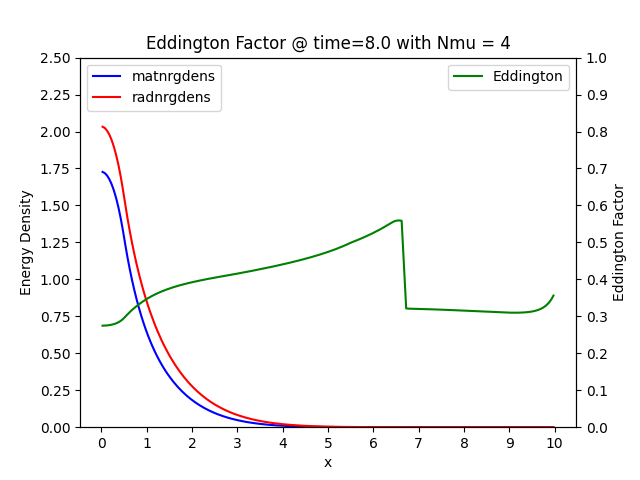 Eddington Factor @ time=8.0 with Nmu = 4
matnrgdens
radnrgdens
Eddington
2.50
2.25
2.00
1.75
1.50
1.25
1.00
0.75
0.50
0.25
0.00
Energy Density
1.0
0.9
0.8
0.7
0.6
0.5
0.4
0.3
0.2
0.1
0.0
Eddington Factor
0 1 2 3 4 5 6 7 8 9 10
x